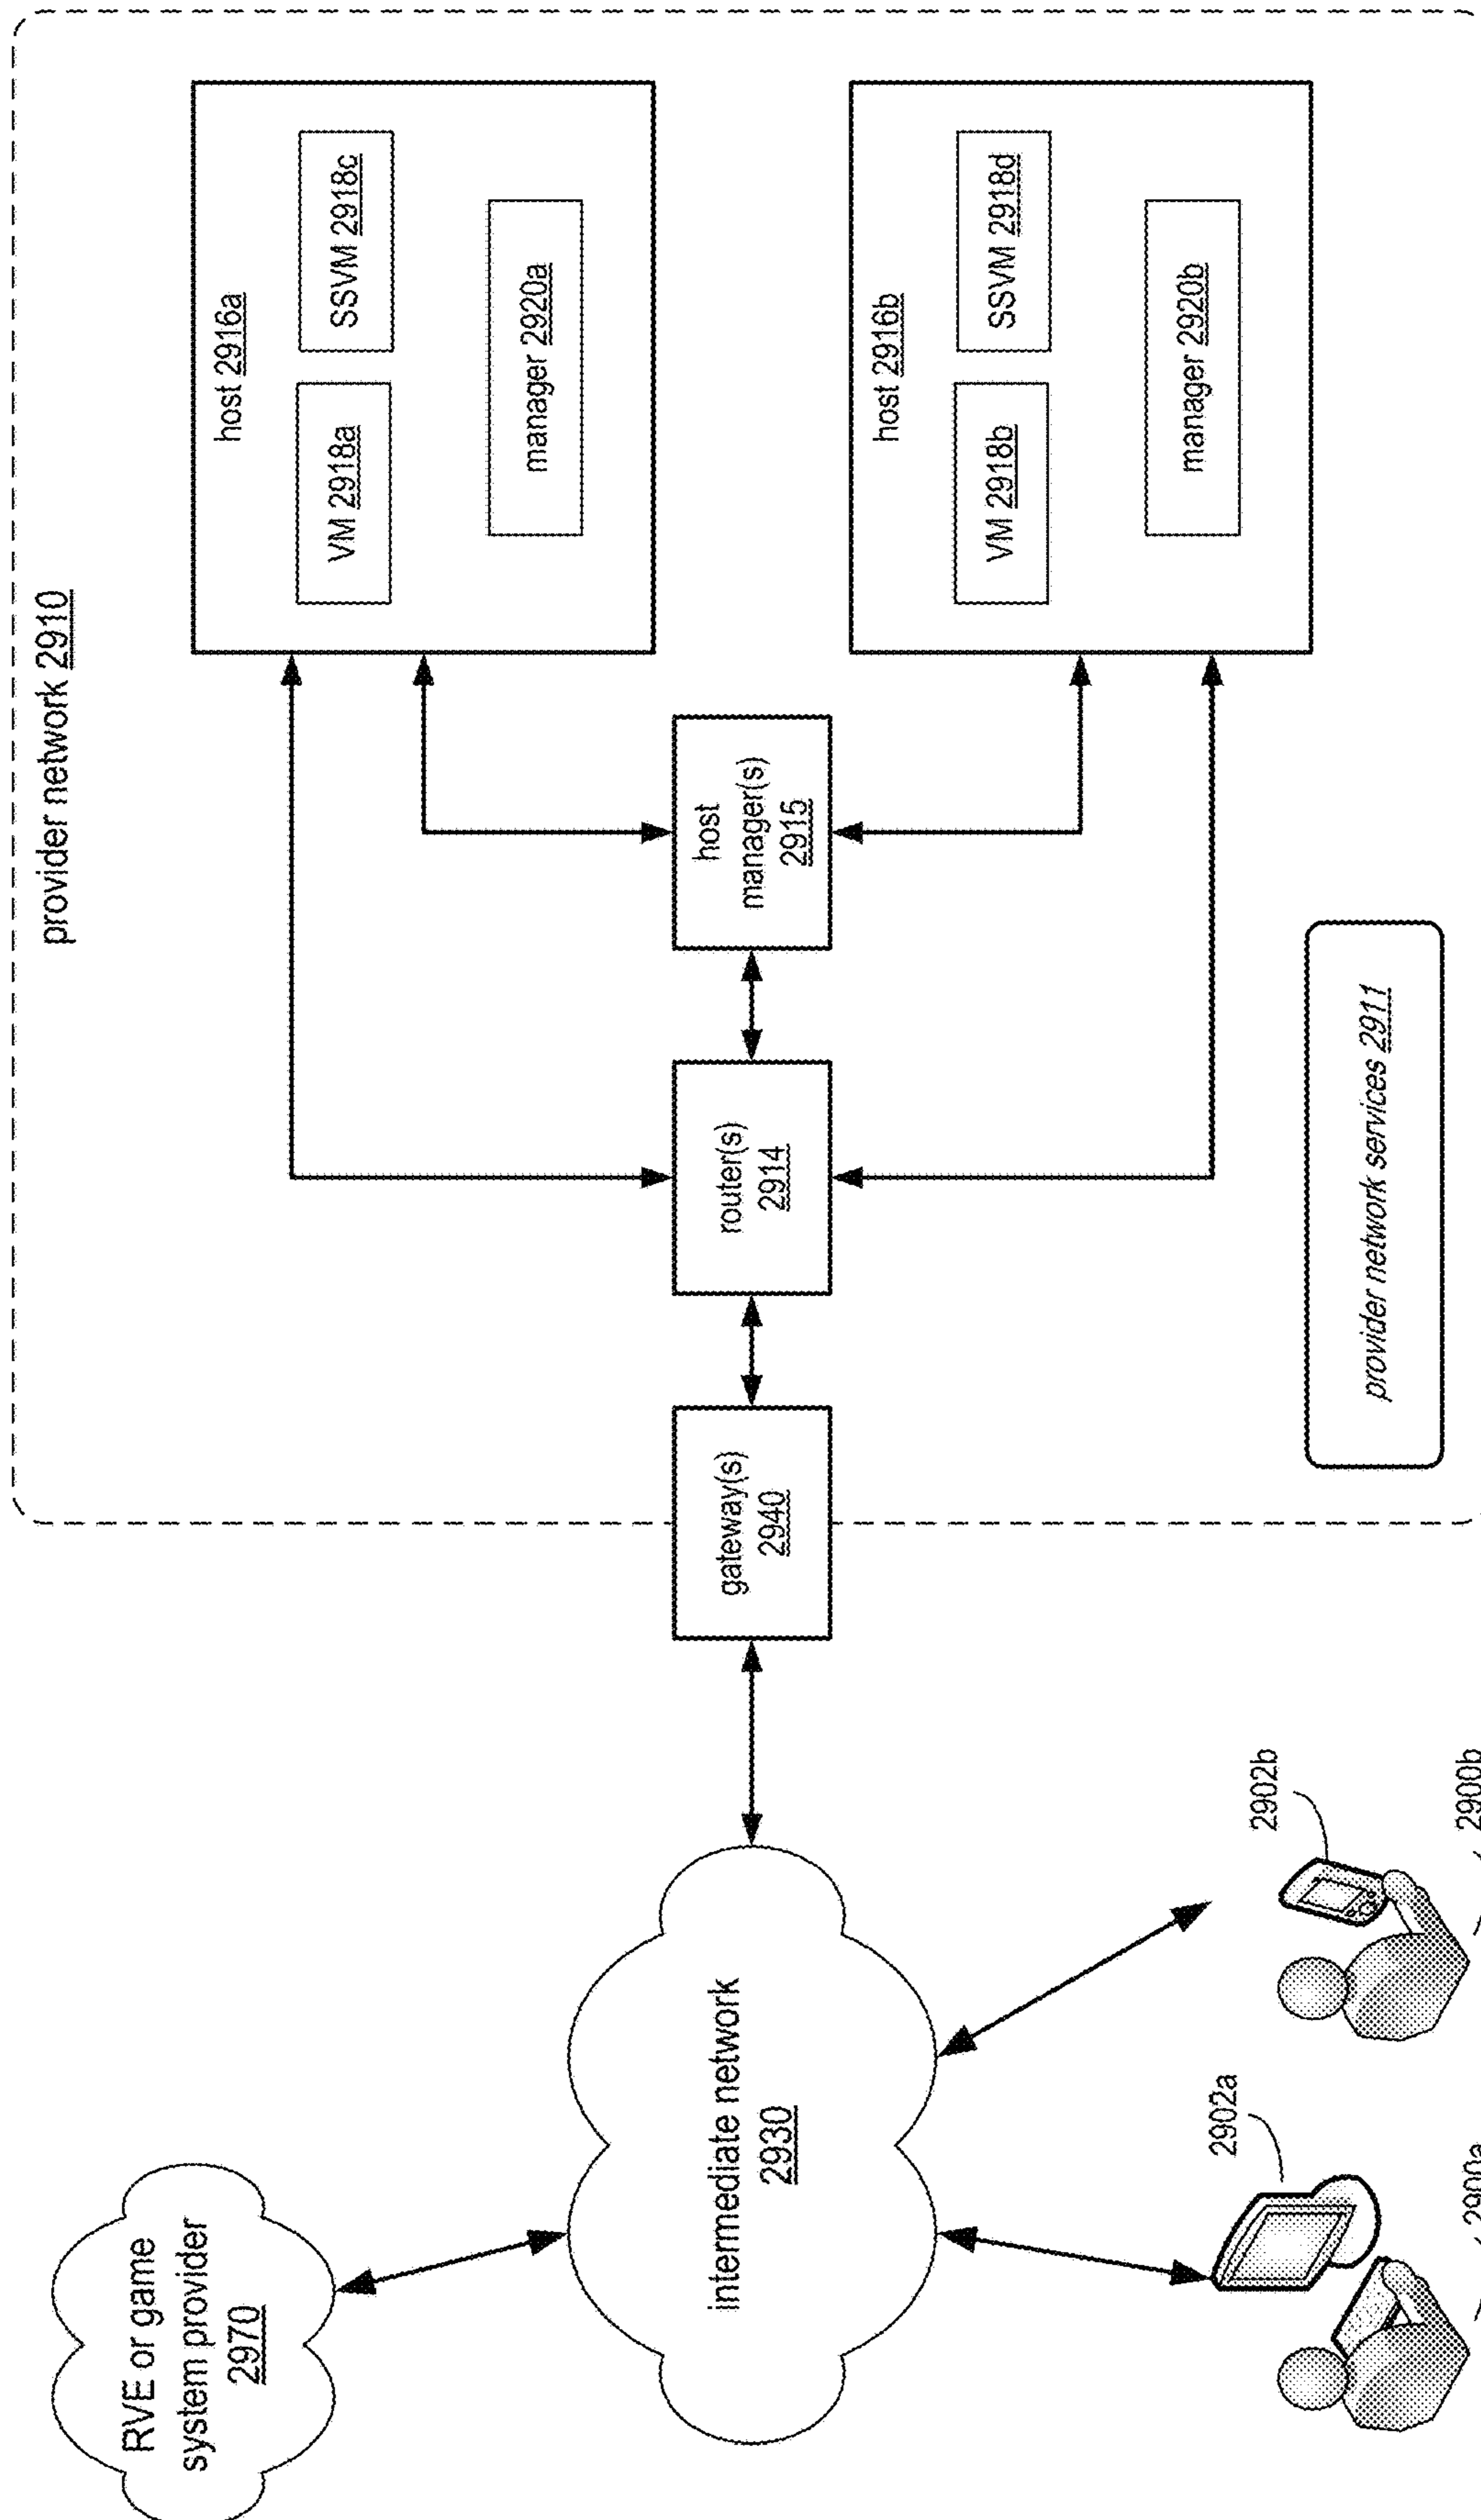 provider network 2910
host 2916a
VM 2918a
SSVM 2918c
manager 2920a
host 2916b
VM 2918b
SSVM 2918d
manager 2920b
host
manager(s)
2915
router(s)
2914
gateway(s)
2940
provider network services 2911
RVE or game
system provider
2970
intermediate network
2930
2902a
2902b
2900a
2900b